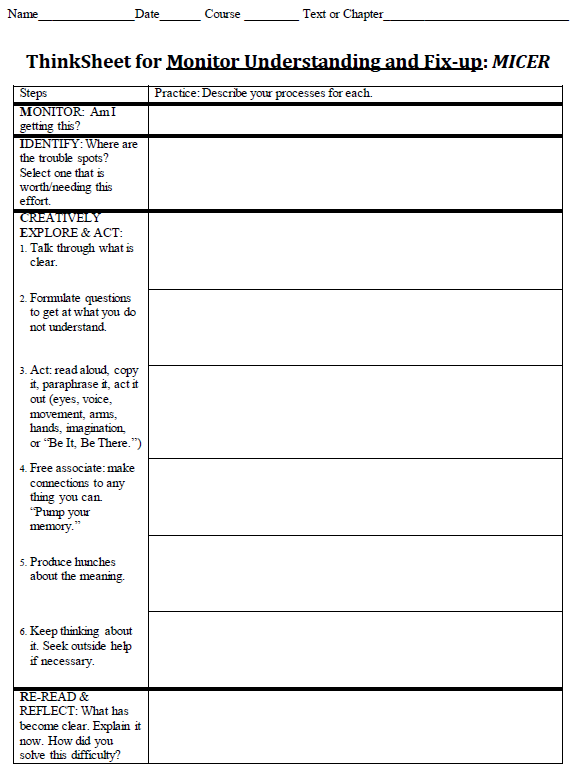 Name_______________Date______ Course ________ Text or Chapter___________________________
ThinkSheet for Monitor Understanding and Fix-up: MICER
Steps
Practice: Describe your processes for each.
MONITOR: Am I
getting this?
IDENTIFY: Where are
the trouble spots?
Select one that is
worth/needing this
effort.
CREATIVELY
EXPLORE & ACT:
1. Talk through what is
clear.
2. Formulate questions
to get at what you do
not understand.
3. Act: read aloud, copy
it, paraphrase it, act it
out (eyes, voice,
movement, arms,
hands, imagination,
or “Be It, Be There.”)
4. Free associate: make
connections to any
thing you can.
“Pump your
memory.”
5. Produce hunches
about the meaning.
6. Keep thinking about
it. Seek outside help
if necessary.
RE-READ &
REFLECT: What has
become clear. Explain it
now. How did you
solve this difficulty?